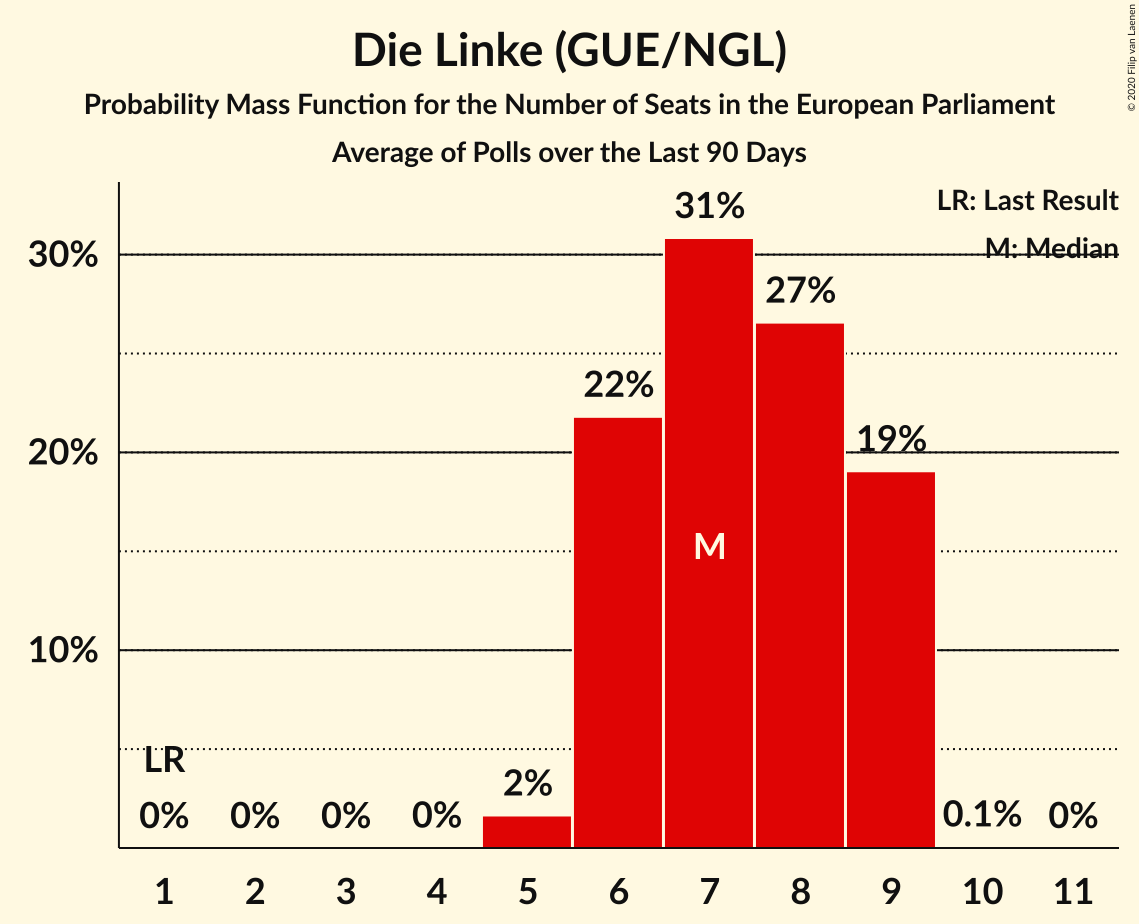 Die Linke (GUE/NGL)
Probability Mass Function for the Number of Seats in the European Parliament
Average of Polls over the Last 90 Days
© 2020 Filip van Laenen
LR: Last Result
M: Median
30%
20%
10%
LR
0%
0%
0%
0%
2%
22%
31%
27%
19%
0.1%
0%
M
1 2 3 4 5 6 7 8 9 10 11